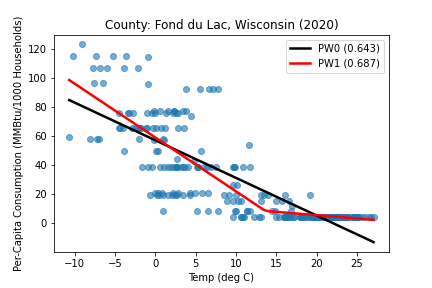 County: Fond du Lac, Wisconsin (2020)
PW0 (0.643)
PW1 (0.687)
Per-Capita Consumption (MMBtu/1000 Households)
120
100
80
60
40
20
0
−10 −5 0 5 10 15 20 25
Temp (deg C)